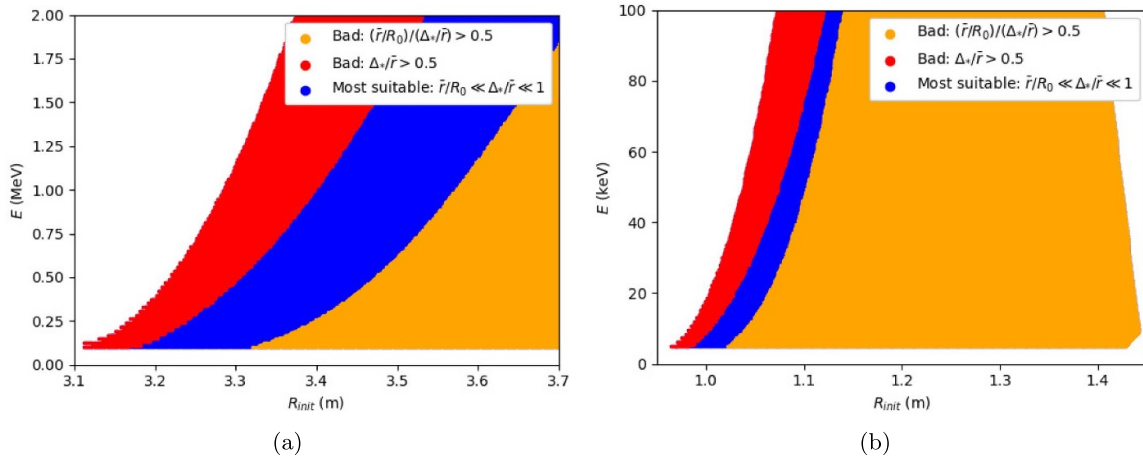 2.00
1.75
1.50
1.25
1.00
0.75
0.50
0.25
0.00
E (MeV)
Bad: (r̄/R₀)/(Δ*/r̄) > 0.5
Bad: Δ*/r̄ > 0.5
Most suitable: r̄/R₀ ≪ Δ*/r̄ ≪ 1
3.1 3.2 3.3 3.4 3.5 3.6 3.7
R_init (m)
(a)
100
80
60
40
20
0
E (keV)
Bad: (r̄/R₀)/(Δ*/r̄) > 0.5
Bad: Δ*/r̄ > 0.5
Most suitable: r̄/R₀ ≪ Δ*/r̄ ≪ 1
1.0 1.1 1.2 1.3 1.4
R_init (m)
(b)